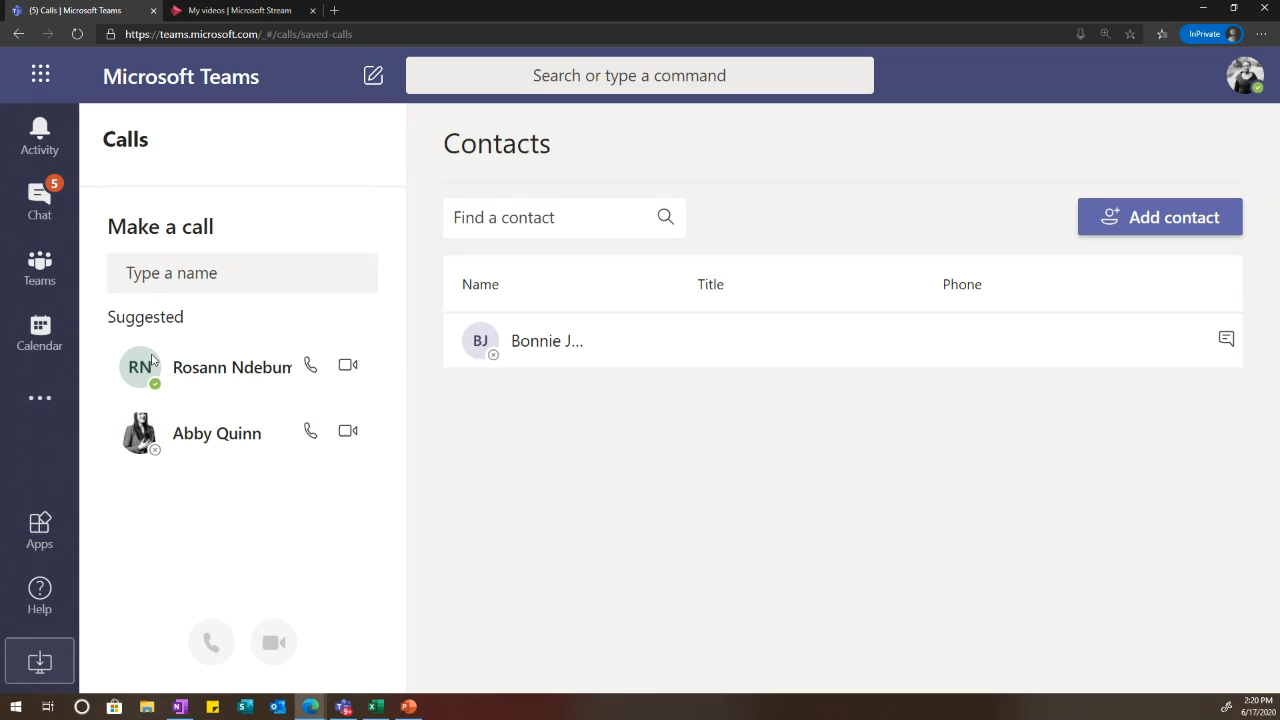 (5) Calls | Microsoft Teams
My videos | Microsoft Stream
https://teams.microsoft.com/_#/calls/saved-calls
InPrivate
Microsoft Teams
Search or type a command
Activity
5
Chat
Teams
Calendar
Apps
Help
Calls
Make a call
Type a name
Suggested
RN
Rosann Ndebum
Abby Quinn
Contacts
Find a contact
Add contact
Name Title Phone
BJ
Bonnie J...
2:20 PM
6/17/2020